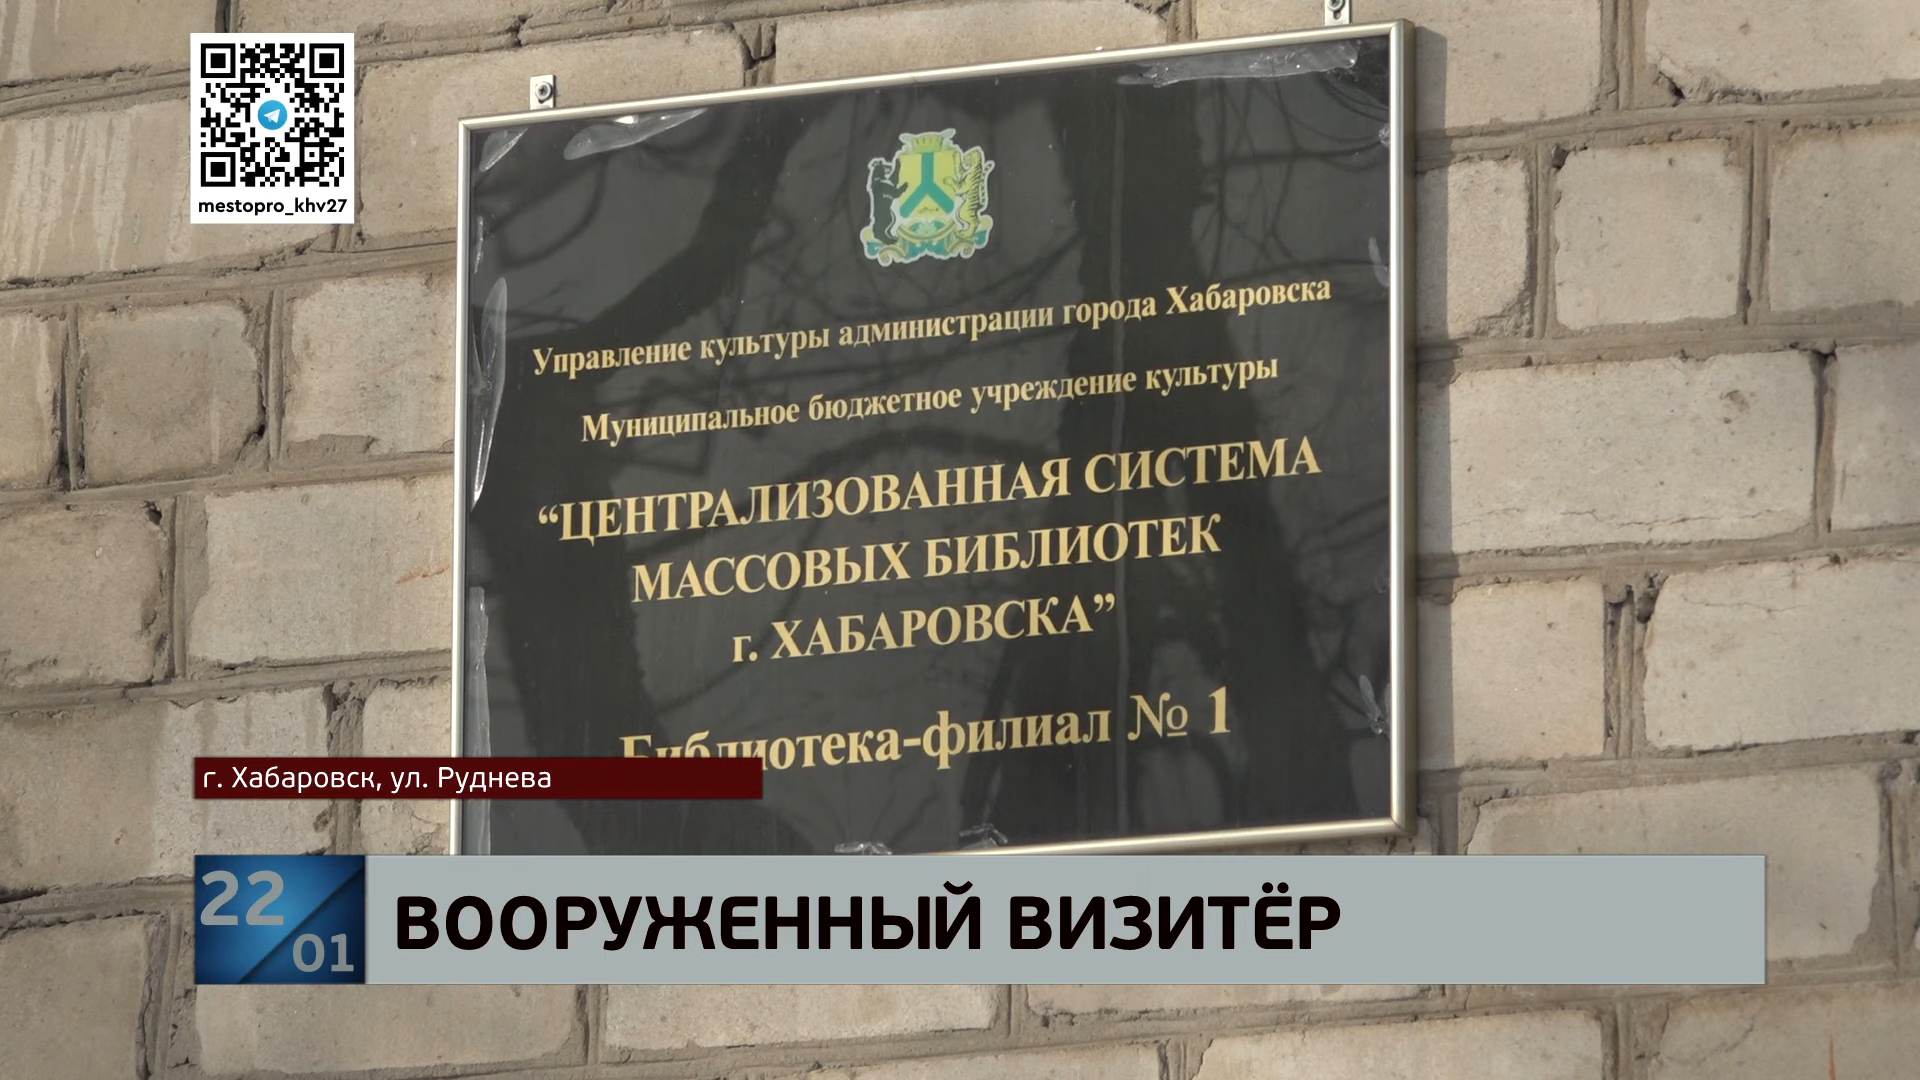 mestopro_khv27
Управление культуры администрации города Хабаровска
Муниципальное бюджетное учреждение культуры
“ЦЕНТРАЛИЗОВАННАЯ СИСТЕМА
МАССОВЫХ БИБЛИОТЕК
г. ХАБАРОВСКА”
Библиотека-филиал № 1
г. Хабаровск, ул. Руднева
22
01
ВООРУЖЕННЫЙ ВИЗИТЁР